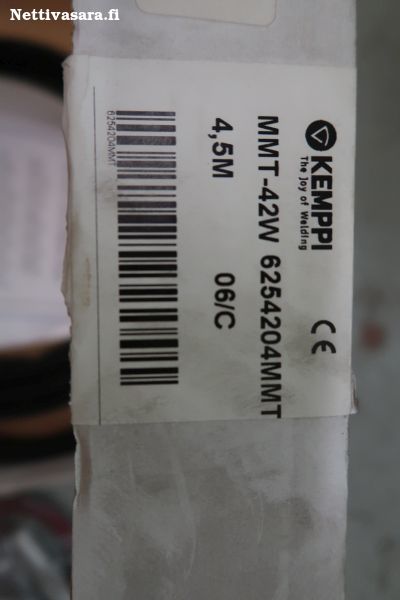 Nettivasara.fi
KEMPPI
The Joy of Welding
CE
MMT-42W 6254204MMT
4,5M 06/C
6254204MMT